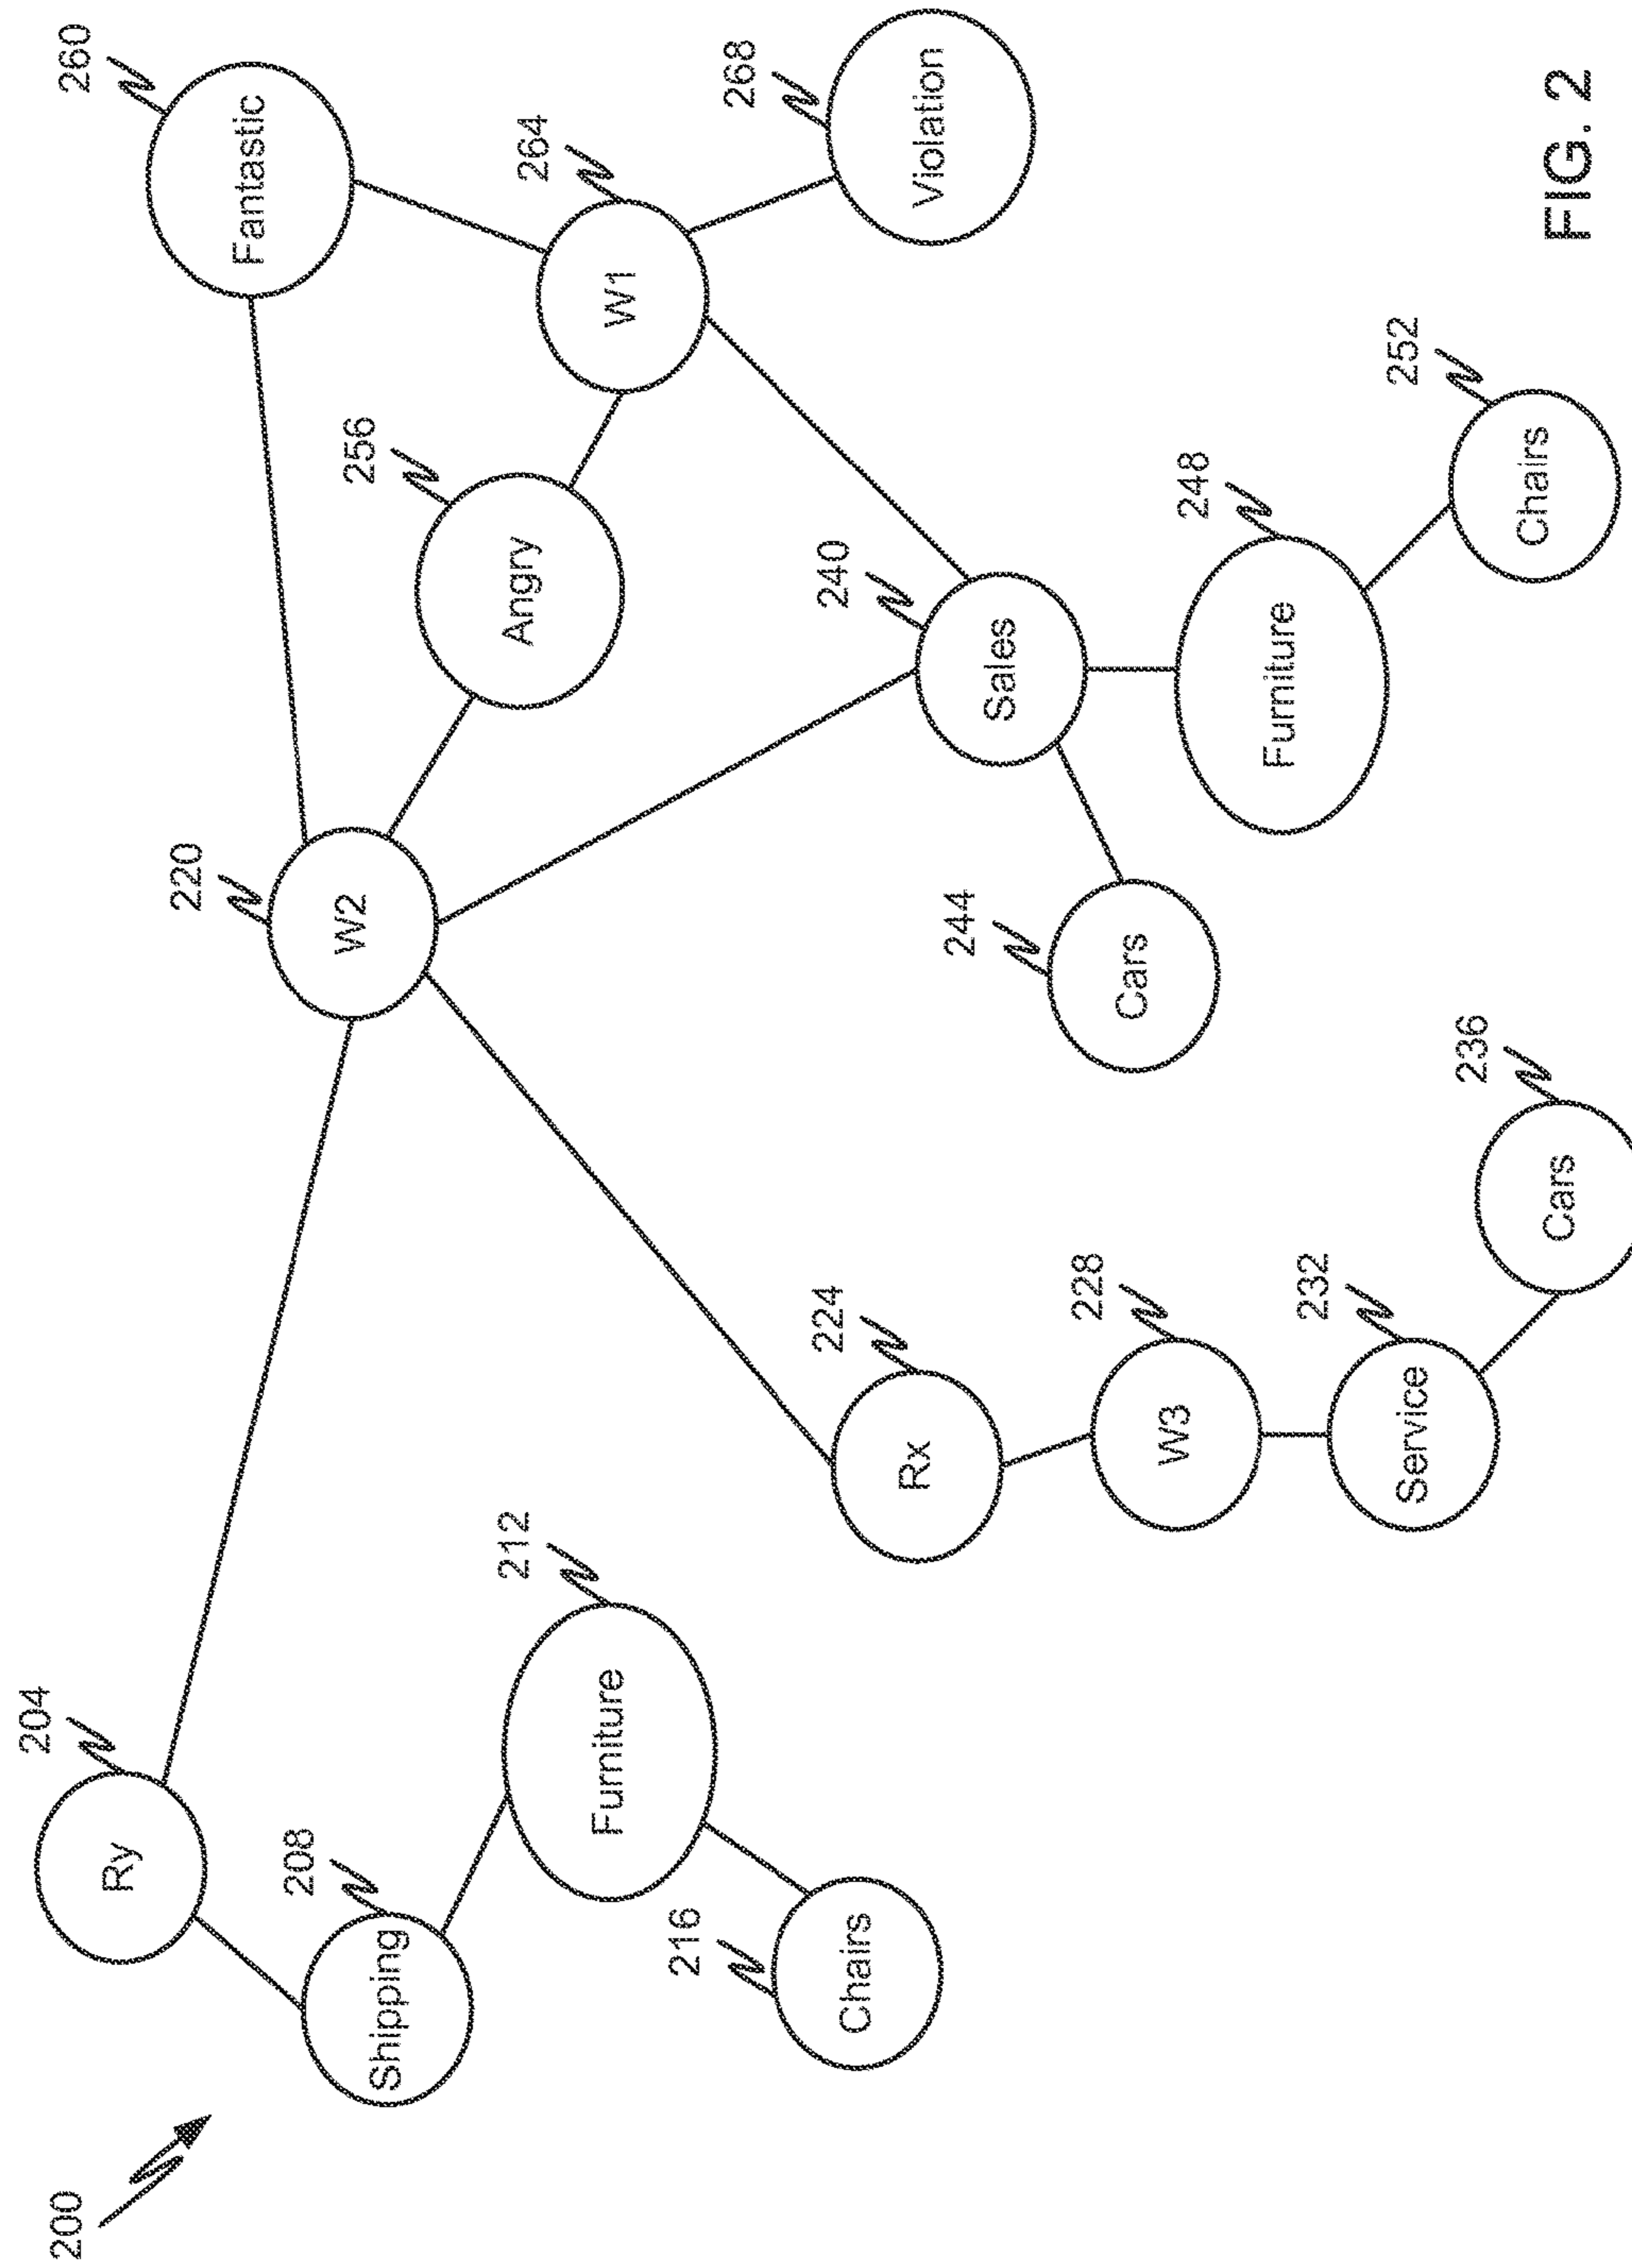 200
204
Ry
208
Shipping
212
Furniture
216
Chairs
220
W2
224
Rx
228
W3
232
Service
236
Cars
240
Sales
244
Cars
248
Furniture
252
Chairs
256
Angry
260
Fantastic
264
W1
268
Violation
FIG. 2